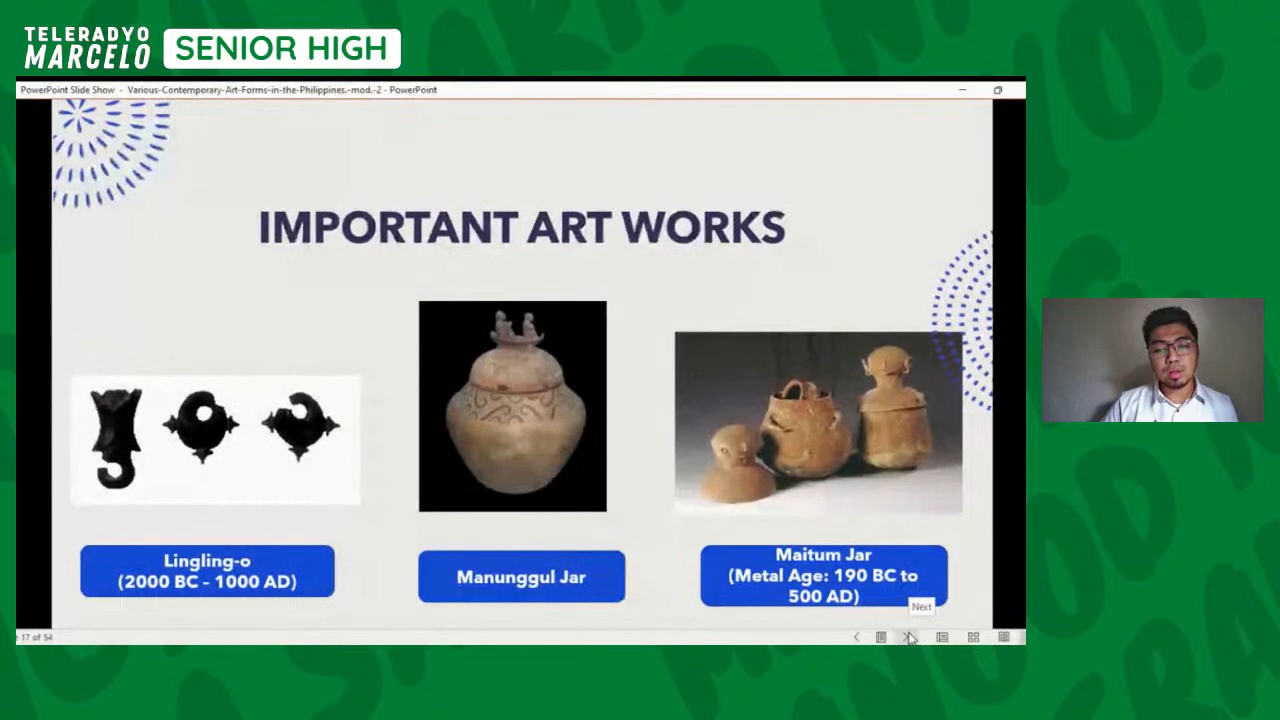 TELERADYO
MARCELO
SENIOR HIGH
PowerPoint Slide Show - Various-Contemporary-Art-Forms-in-the-Philippines.-mod.-2 - PowerPoint
IMPORTANT ART WORKS
Lingling-o
(2000 BC - 1000 AD)
Manunggul Jar
Maitum Jar
(Metal Age: 190 BC to
500 AD)
Next
17 of 54